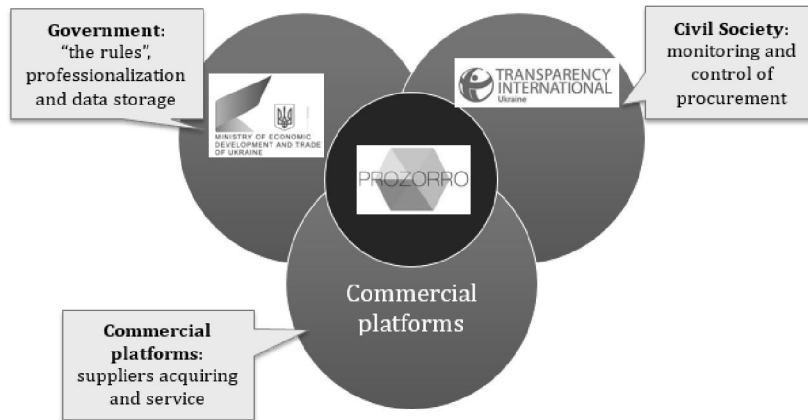 Government:
“the rules”,
professionalization
and data storage
Civil Society:
monitoring and
control of
procurement
MINISTRY OF ECONOMIC
DEVELOPMENT AND TRADE
OF UKRAINE
TRANSPARENCY
INTERNATIONAL
Ukraine
PROZORRO
Commercial
platforms
Commercial
platforms:
suppliers acquiring
and service